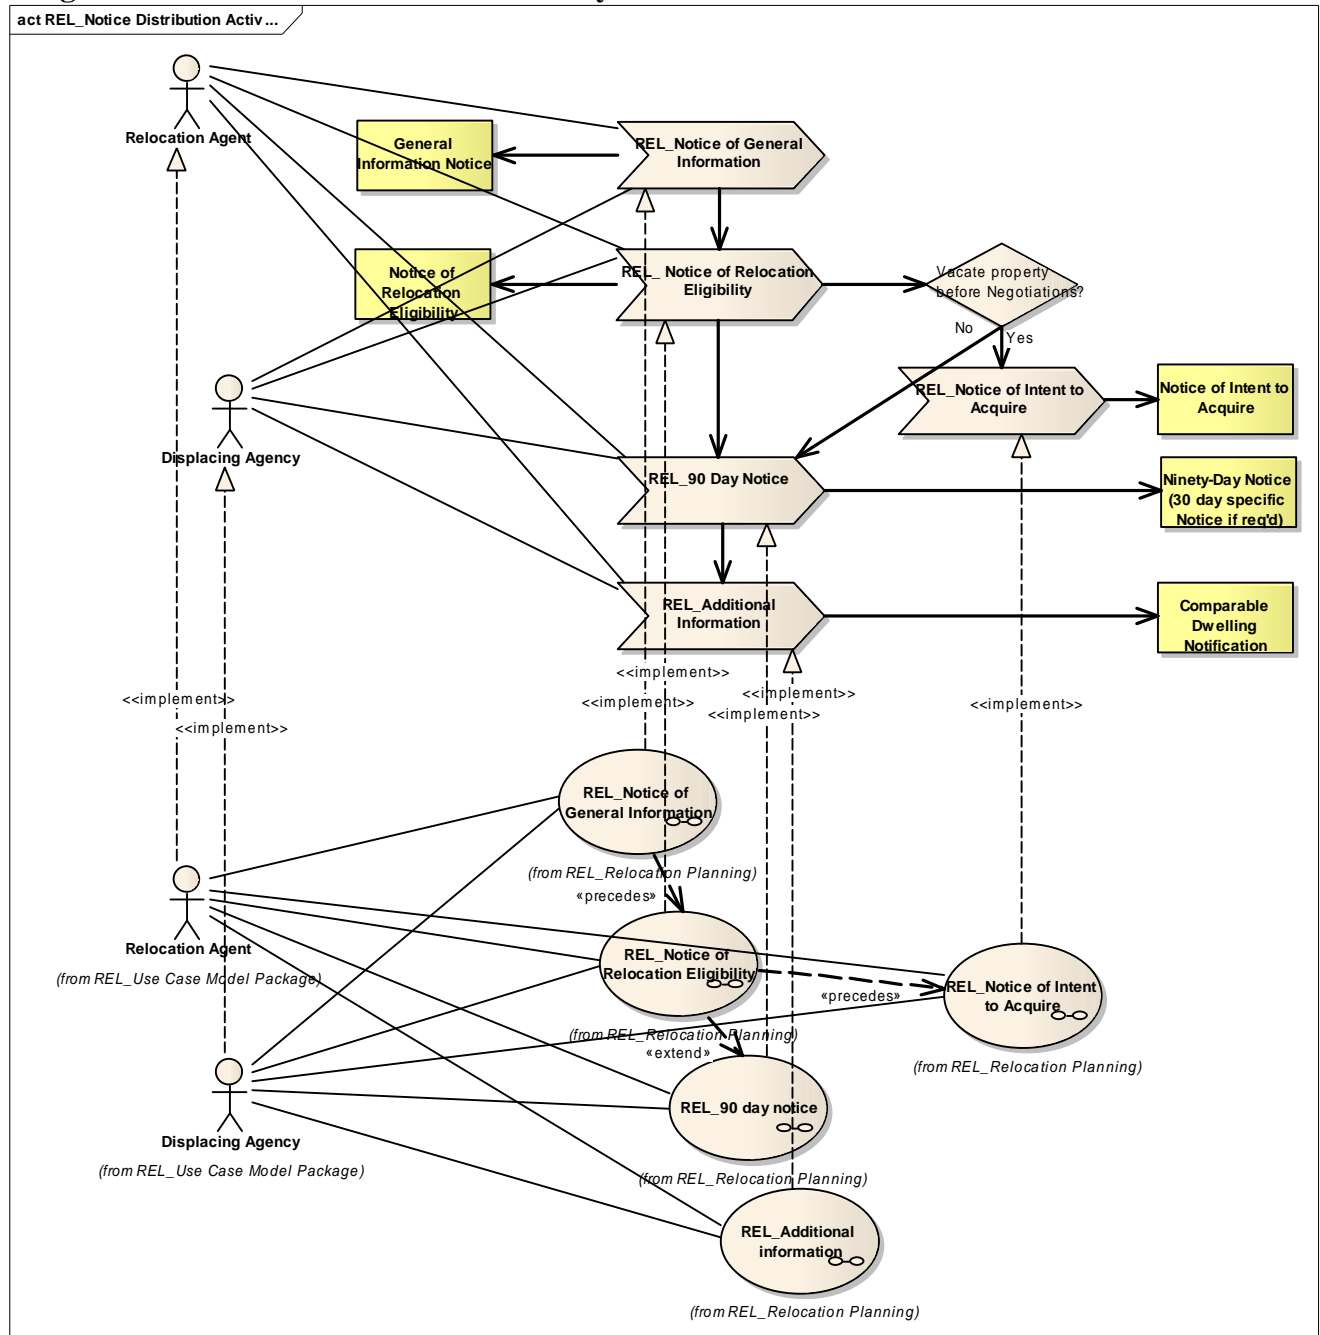 act REL_Notice Distribution Activ ...
Relocation Agent
General
Information Notice
REL_Notice of General
Information
Notice of
Relocation
Eligibility
REL_ Notice of Relocation
Eligibility
Vacate property
before Negotiations?
No
Yes
REL_Notice of Intent to
Acquire
Notice of Intent to
Acquire
Displacing Agency
REL_90 Day Notice
Ninety-Day Notice
(30 day specific
Notice if req'd)
REL_Additional
Information
Comparable
Dwelling
Notification
<<implement>>
<<implement>>
<<implement>>
<<implement>>
<<implement>>
<<implement>>
<<implement>>
REL_Notice of
General Information
(from REL_Relocation Planning)
«precedes»
Relocation Agent
(from REL_Use Case Model Package)
REL_Notice of
Relocation Eligibility
«precedes»
REL_Notice of Intent
to Acquire
(from REL_Relocation Planning)
«extend»
(from REL_Relocation Planning)
REL_90 day notice
Displacing Agency
(from REL_Use Case Model Package)
(from REL_Relocation Planning)
REL_Additional
information
(from REL_Relocation Planning)